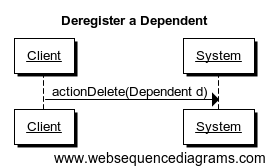 Deregister a Dependent
Client System
actionDelete(Dependent d)
Client System
www.websequencediagrams.com